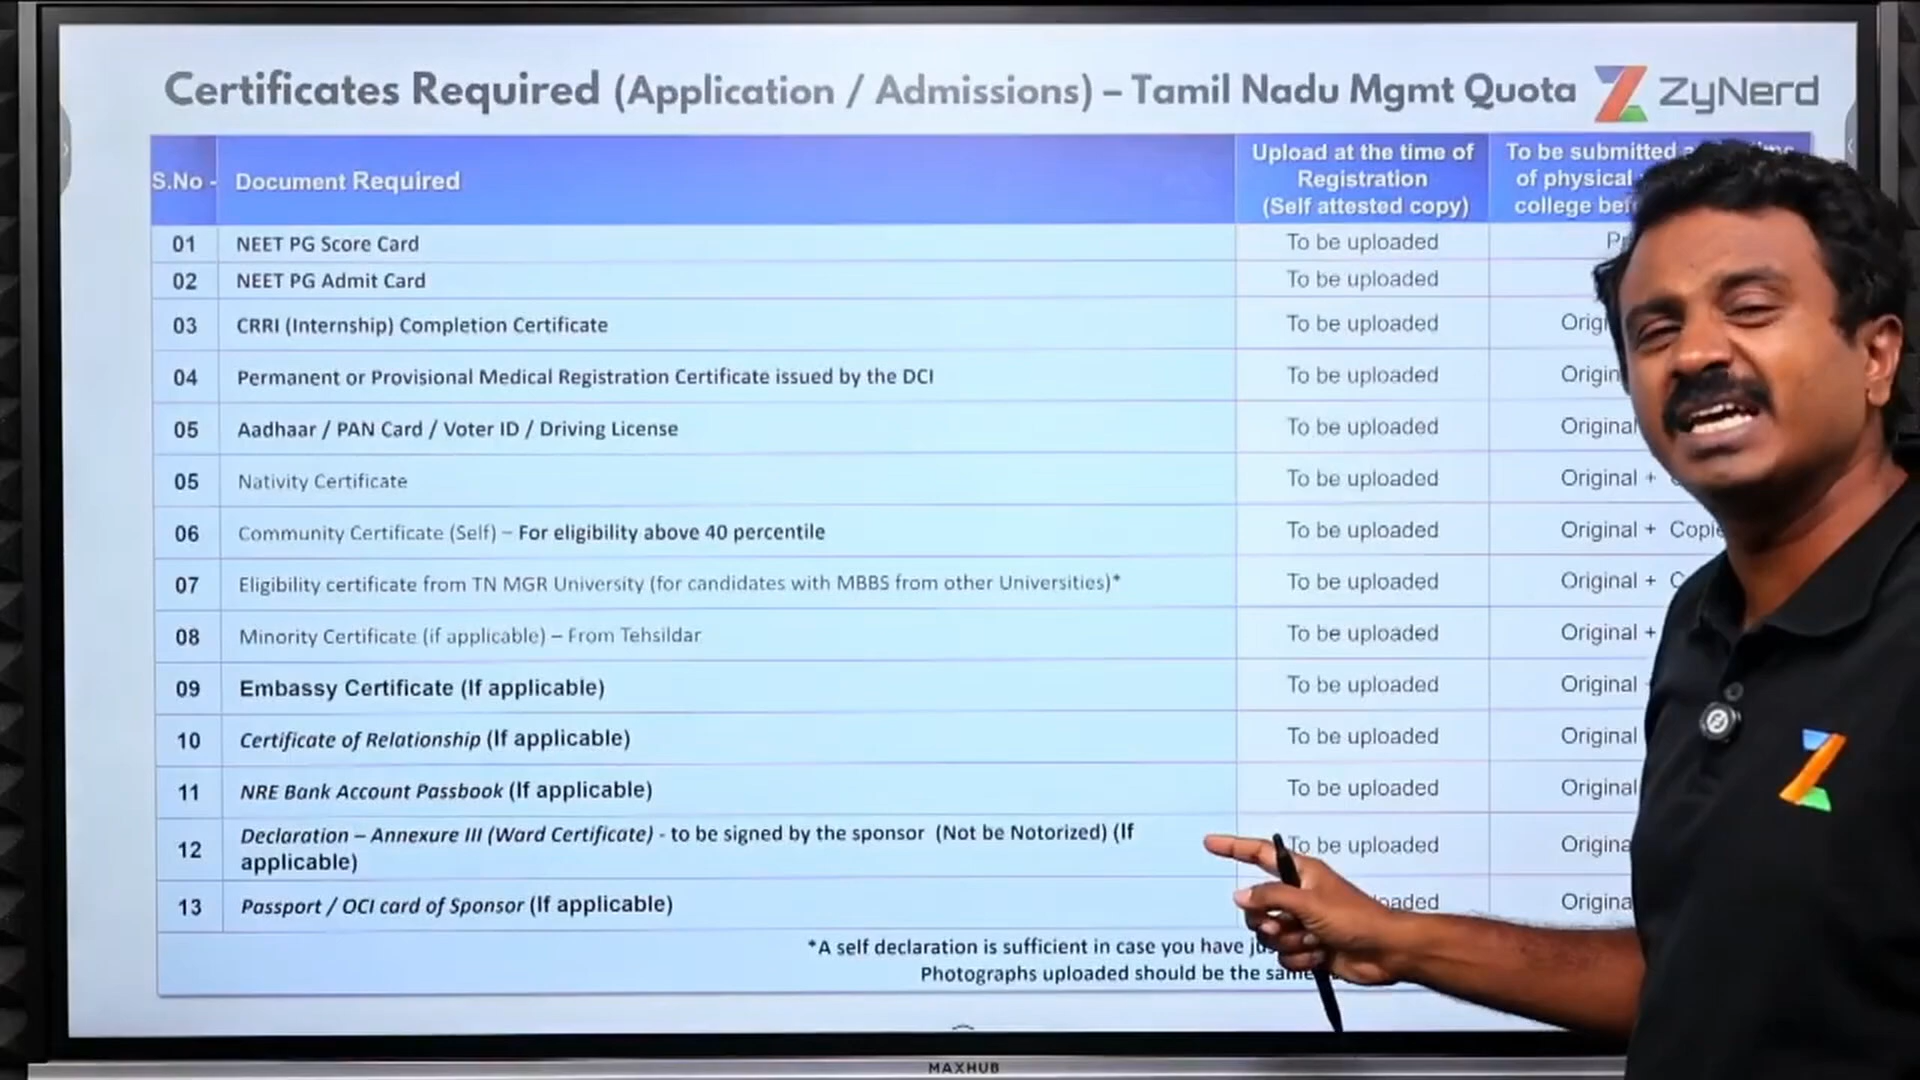 Certificates Required (Application / Admissions) – Tamil Nadu Mgmt Quota
ZyNerd
S.No -
Document Required
Upload at the time of
Registration
(Self attested copy)
To be submitted
of physical
college
01 NEET PG Score Card To be uploaded
02 NEET PG Admit Card To be uploaded
03 CRRI (Internship) Completion Certificate To be uploaded
04 Permanent or Provisional Medical Registration Certificate issued by the DCI To be uploaded
05 Aadhaar / PAN Card / Voter ID / Driving License To be uploaded Original
05 Nativity Certificate To be uploaded Original +
06 Community Certificate (Self) – For eligibility above 40 percentile To be uploaded Original +
07 Eligibility certificate from TN MGR University (for candidates with MBBS from other Universities)* To be uploaded Original +
08 Minority Certificate (if applicable) – From Tehsildar To be uploaded Original +
09 Embassy Certificate (If applicable) To be uploaded Original
10 Certificate of Relationship (If applicable) To be uploaded Original
11 NRE Bank Account Passbook (If applicable) To be uploaded Original
12 Declaration – Annexure III (Ward Certificate) - to be signed by the sponsor (Not be Notorized) (If
applicable) To be uploaded
13 Passport / OCI card of Sponsor (If applicable)
*A self declaration is sufficient in case you have
Photographs uploaded should be the same
MAXHUB